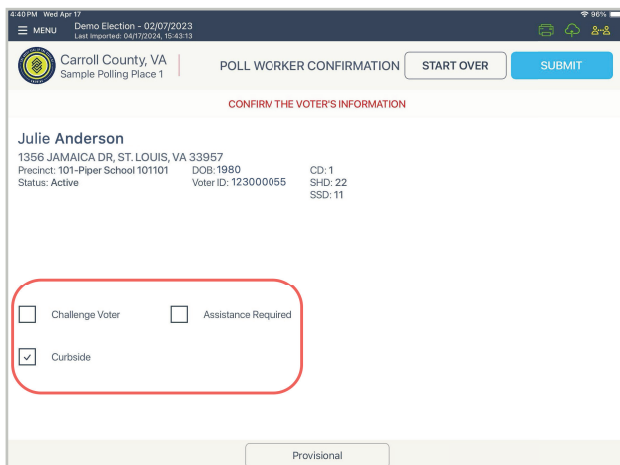 4:40 PM Wed Apr 17 96%
MENU Demo Election - 02/07/2023
Last Imported: 04/17/2024, 15:43:13
Carroll County, VA
Sample Polling Place 1
POLL WORKER CONFIRMATION START OVER SUBMIT
CONFIRM THE VOTER'S INFORMATION
Julie Anderson
1356 JAMAICA DR, ST. LOUIS, VA 33957
Precinct: 101-Piper School 101101 DOB: 1980 CD: 1
Status: Active Voter ID: 123000055 SHD: 22
SSD: 11
Challenge Voter Assistance Required
Curbside
Provisional